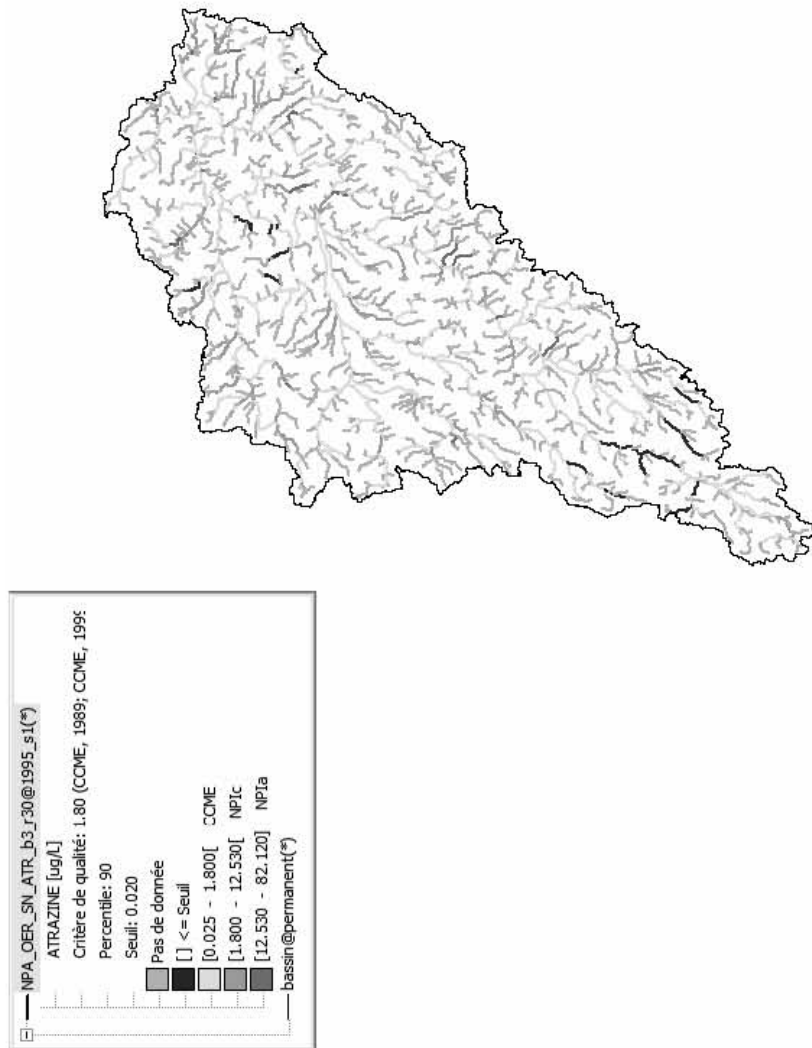 NPA_OER_SN_ATR_b3_r30@1995_s1(*)
ATRAZINE [ug/L]
Critère de qualité: 1.80 (CCME, 1989; CCME, 1999
Percentile: 90
Seuil: 0.020
Pas de donnée
[] <= Seuil
[0.025 - 1.800[ CCME
[1.800 - 12.530[ NPIc
[12.530 - 82.120] NPIa
bassin@permanent(*)